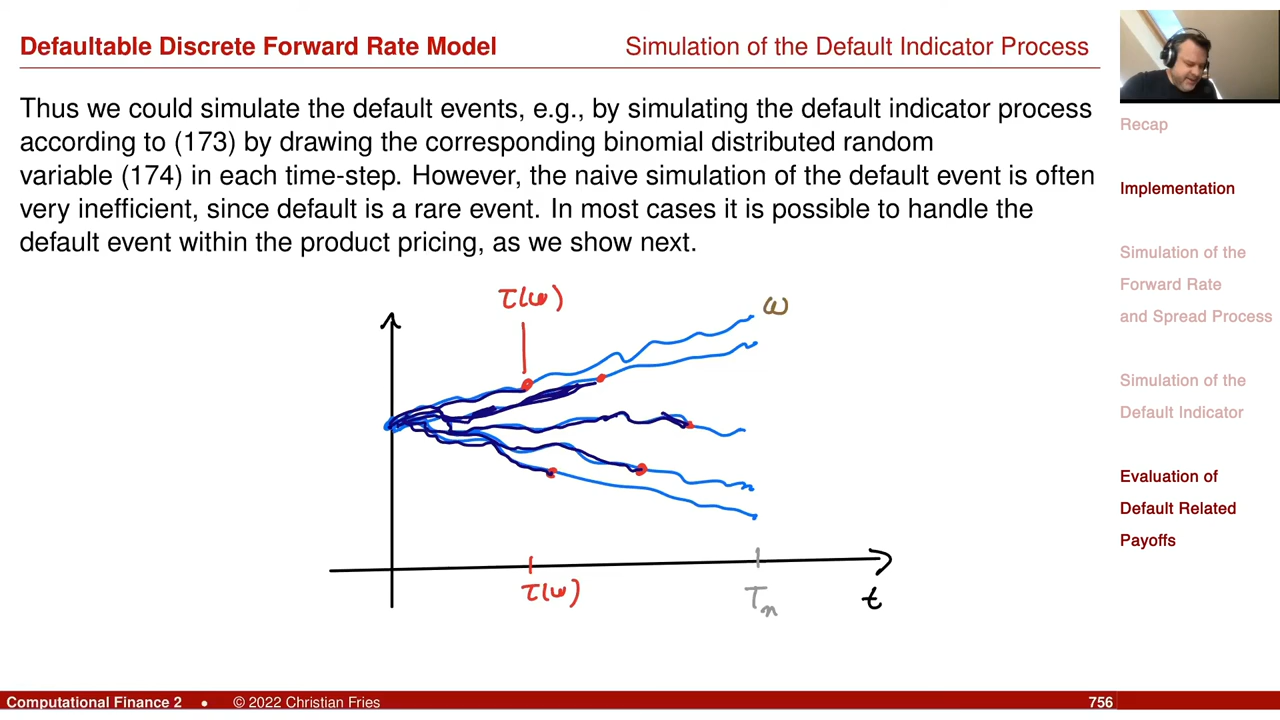 Defaultable Discrete Forward Rate Model
Simulation of the Default Indicator Process
Thus we could simulate the default events, e.g., by simulating the default indicator process
according to (173) by drawing the corresponding binomial distributed random
variable (174) in each time-step. However, the naive simulation of the default event is often
very inefficient, since default is a rare event. In most cases it is possible to handle the
default event within the product pricing, as we show next.
τ(ω)
ω
τ(ω)
Tn
t
Recap
Implementation
Simulation of the
Forward Rate
and Spread Process
Simulation of the
Default Indicator
Evaluation of
Default Related
Payoffs
Computational Finance 2 • © 2022 Christian Fries
756